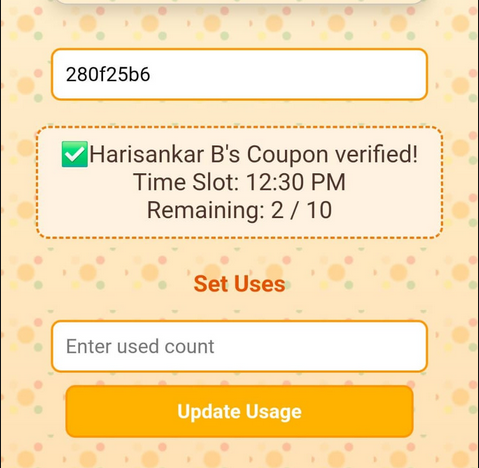 280f25b6
✅Harisankar B's Coupon verified!
Time Slot: 12:30 PM
Remaining: 2 / 10
Set Uses
Enter used count
Update Usage